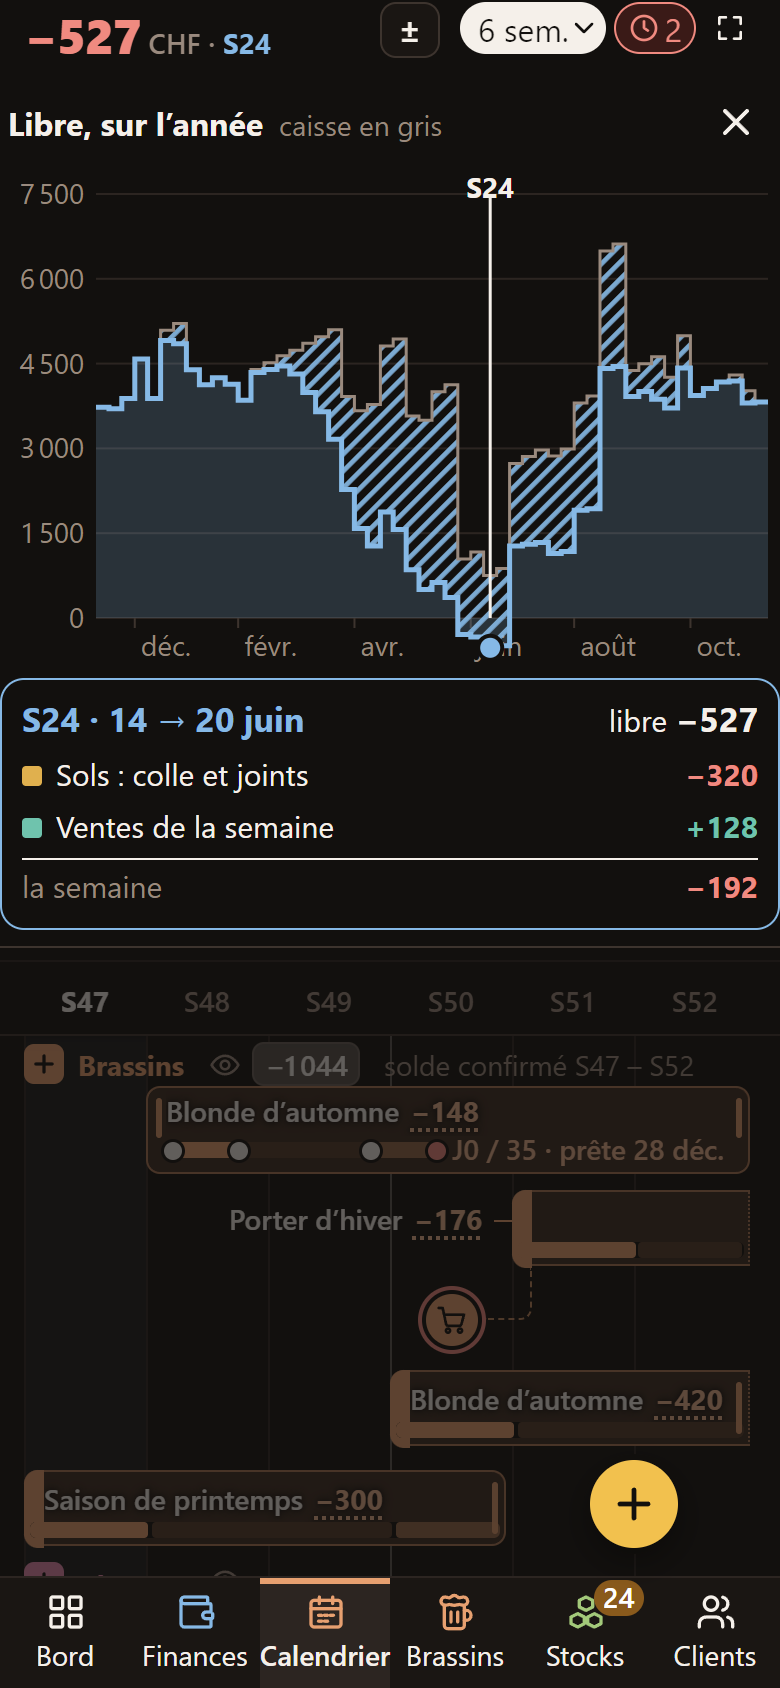 −527 CHF · S24
±
6 sem.
2
Libre, sur l’année caisse en gris
S24
7 500
6 000
4 500
3 000
1 500
0
déc. févr. avr. août oct.
S24 · 14 → 20 juin libre −527
Sols : colle et joints −320
Ventes de la semaine +128
la semaine −192
S47 S48 S49 S50 S51 S52
Brassins −1044 solde confirmé S47 – S52
Blonde d’automne −148
J0 / 35 · prête 28 déc.
Porter d’hiver −176
Blonde d’automne −420
Saison de printemps −300
24
Bord Finances Calendrier Brassins Stocks Clients